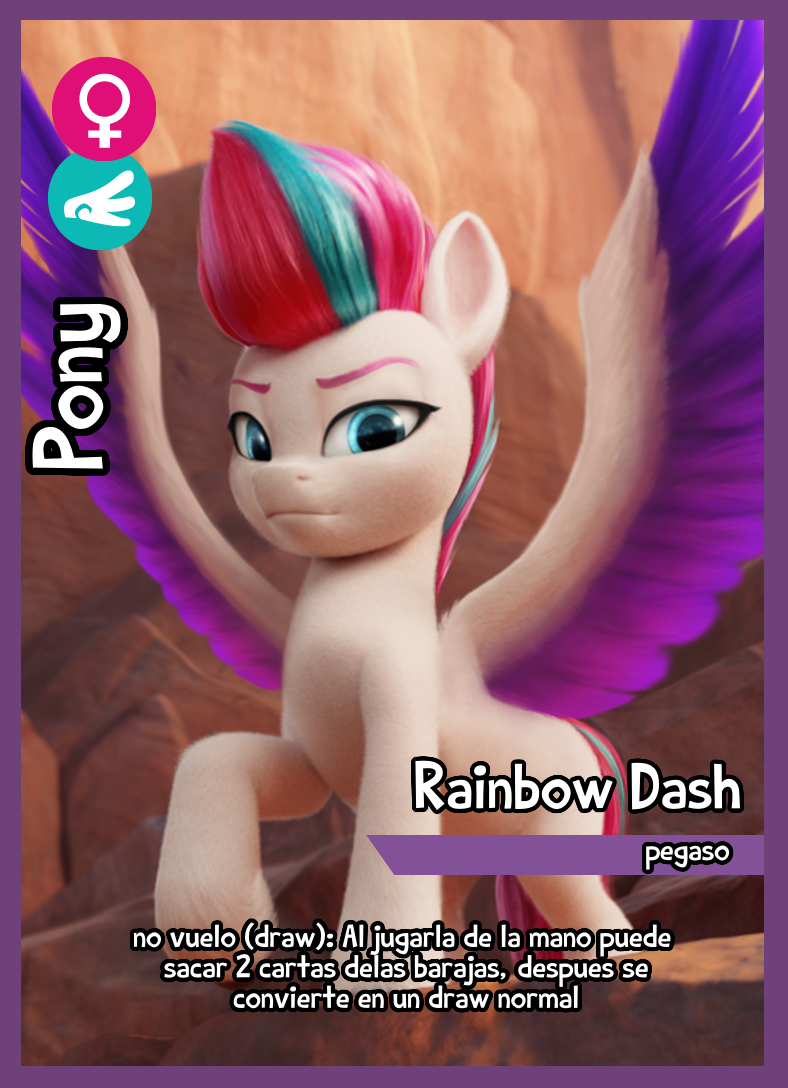 Pony
Rainbow Dash
pegaso
no vuelo (draw): Al jugarla de la mano puede
sacar 2 cartas delas barajas, despues se
convierte en un draw normal